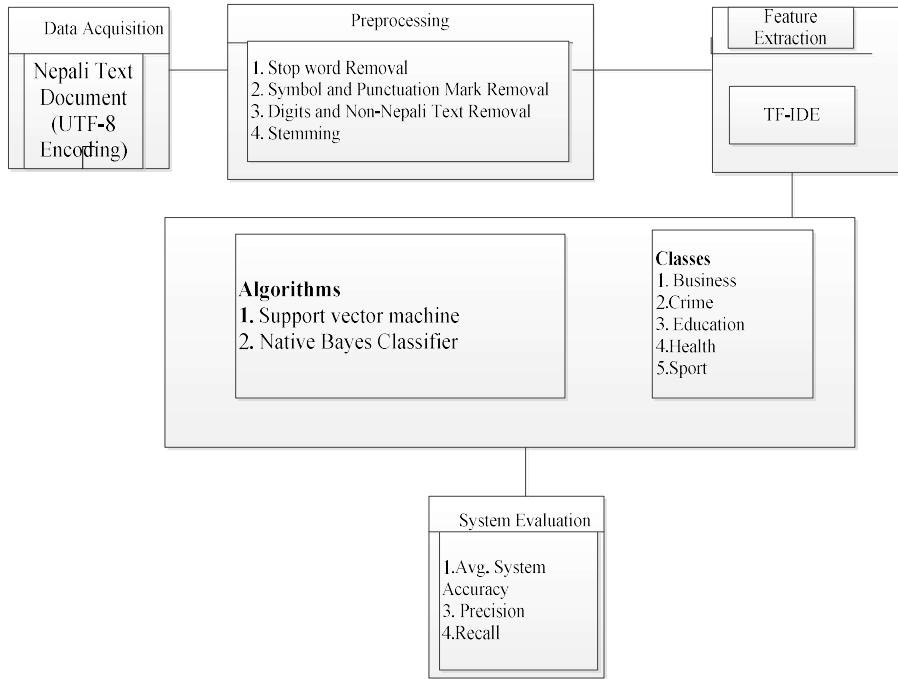 Data Acquisition
Nepali Text
Document
(UTF-8
Encoding)
Preprocessing
1. Stop word Removal
2. Symbol and Punctuation Mark Removal
3. Digits and Non-Nepali Text Removal
4. Stemming
Feature
Extraction
TF-IDE
Algorithms
1. Support vector machine
2. Native Bayes Classifier
Classes
1. Business
2.Crime
3. Education
4.Health
5.Sport
System Evaluation
1.Avg. System
Accuracy
3. Precision
4.Recall